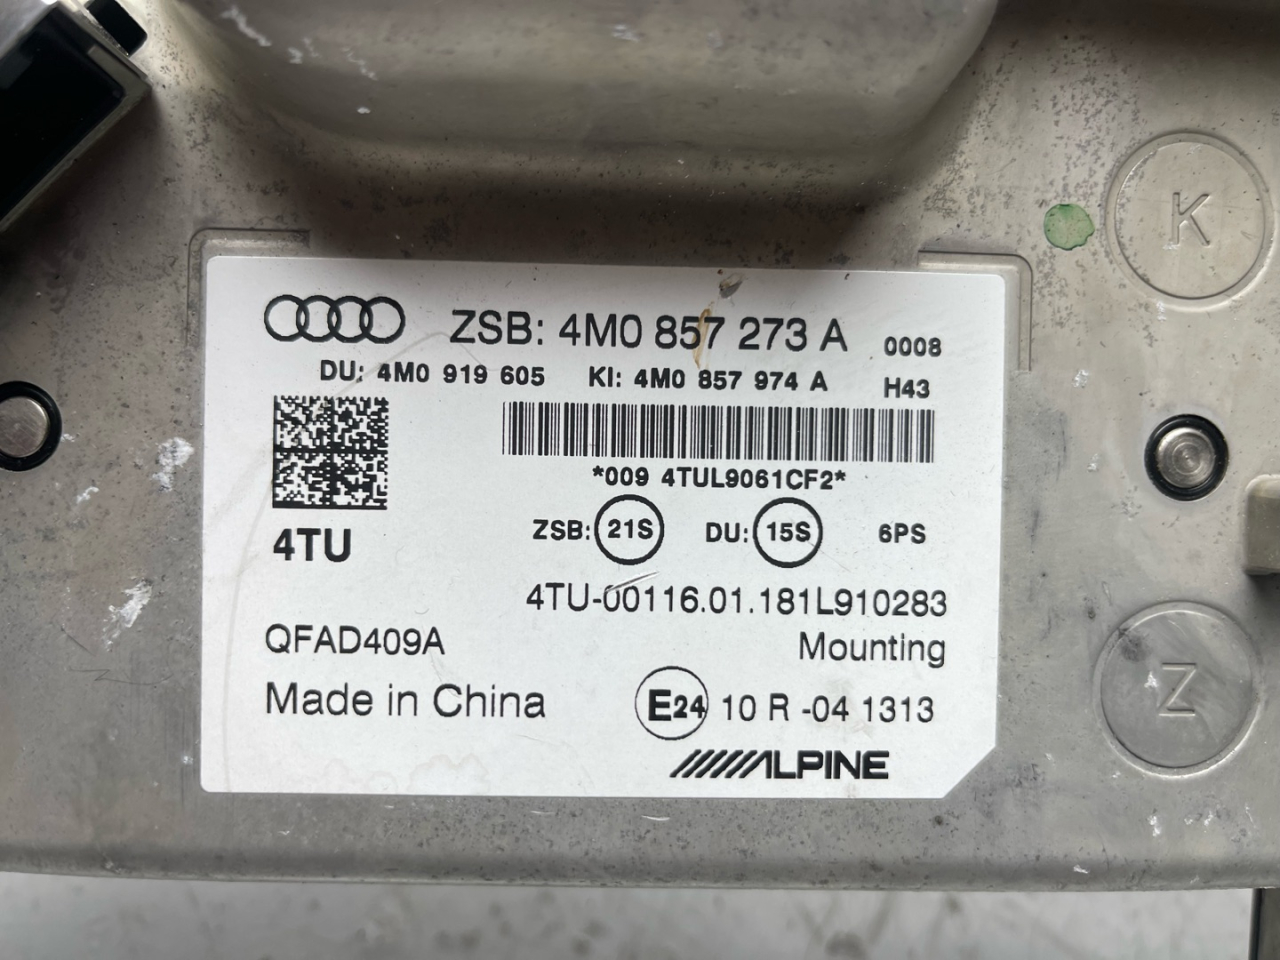 ZSB: 4M0 857 273 A 0008
DU: 4M0 919 605 KI: 4M0 857 974 A H43
*009 4TUL9061CF2*
4TU
ZSB: 21S DU: 15S 6PS
4TU-00116.01.181L910283
QFAD409A Mounting
Made in China E24 10 R -04 1313
ALPINE
K
Z